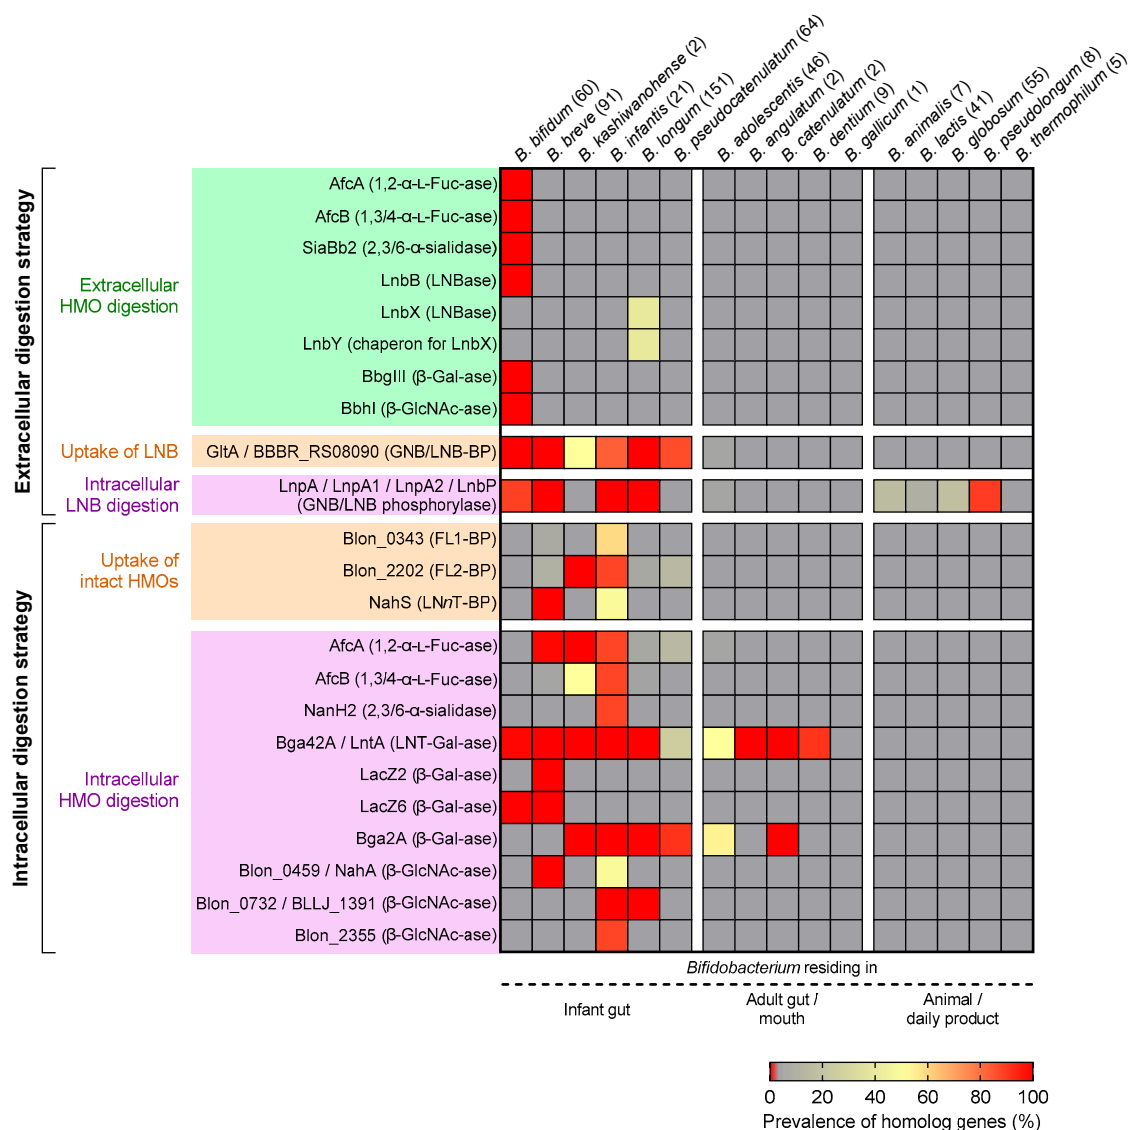 B. bifidum (60)
B. breve (91)
B. kashiwanohense (2)
B. infantis (21)
B. longum (151)
B. pseudocatenulatum (64)
B. adolescentis (46)
B. angulatum (2)
B. catenulatum (2)
B. dentium (9)
B. gallicum (1)
B. animalis (7)
B. lactis (41)
B. globosum (55)
B. pseudolongum (8)
B. thermophilum (5)
Extracellular digestion strategy
Extracellular
HMO digestion
AfcA (1,2-α-ʟ-Fuc-ase)
AfcB (1,3/4-α-ʟ-Fuc-ase)
SiaBb2 (2,3/6-α-sialidase)
LnbB (LNBase)
LnbX (LNBase)
LnbY (chaperon for LnbX)
BbgIII (β-Gal-ase)
BbhI (β-GlcNAc-ase)
Uptake of LNB
GltA / BBBR_RS08090 (GNB/LNB-BP)
Intracellular
LNB digestion
LnpA / LnpA1 / LnpA2 / LnbP
(GNB/LNB phosphorylase)
Intracellular digestion strategy
Uptake of
intact HMOs
Blon_0343 (FL1-BP)
Blon_2202 (FL2-BP)
NahS (LNnT-BP)
Intracellular
HMO digestion
AfcA (1,2-α-ʟ-Fuc-ase)
AfcB (1,3/4-α-ʟ-Fuc-ase)
NanH2 (2,3/6-α-sialidase)
Bga42A / LntA (LNT-Gal-ase)
LacZ2 (β-Gal-ase)
LacZ6 (β-Gal-ase)
Bga2A (β-Gal-ase)
Blon_0459 / NahA (β-GlcNAc-ase)
Blon_0732 / BLLJ_1391 (β-GlcNAc-ase)
Blon_2355 (β-GlcNAc-ase)
Bifidobacterium residing in
Infant gut
Adult gut /
mouth
Animal /
daily product
0 20 40 60 80 100
Prevalence of homolog genes (%)